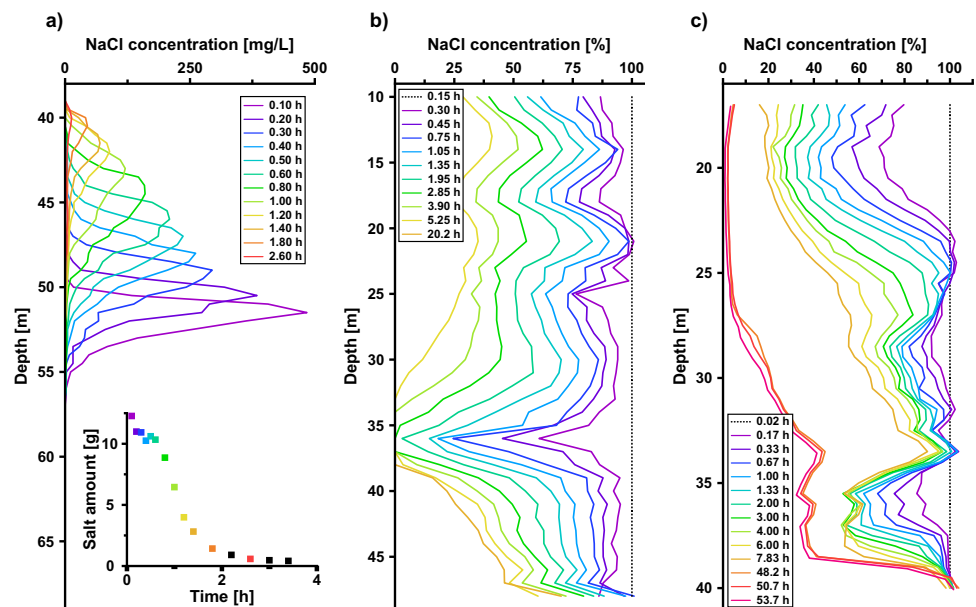 a)
NaCl concentration [mg/L]
0 250 500
Depth [m]
40
45
50
55
60
65
0.10 h
0.20 h
0.30 h
0.40 h
0.50 h
0.60 h
0.80 h
1.00 h
1.20 h
1.40 h
1.80 h
2.60 h
Salt amount [g]
10
5
0
0 1 2 3 4
Time [h]
b)
NaCl concentration [%]
0 25 50 75 100
Depth [m]
10
15
20
25
30
35
40
45
0.15 h
0.30 h
0.45 h
0.75 h
1.05 h
1.35 h
1.95 h
2.85 h
3.90 h
5.25 h
20.2 h
c)
NaCl concentration [%]
0 20 40 60 80 100
Depth [m]
20
25
30
35
40
0.02 h
0.17 h
0.33 h
0.67 h
1.00 h
1.33 h
2.00 h
3.00 h
4.00 h
6.00 h
7.83 h
48.2 h
50.7 h
53.7 h